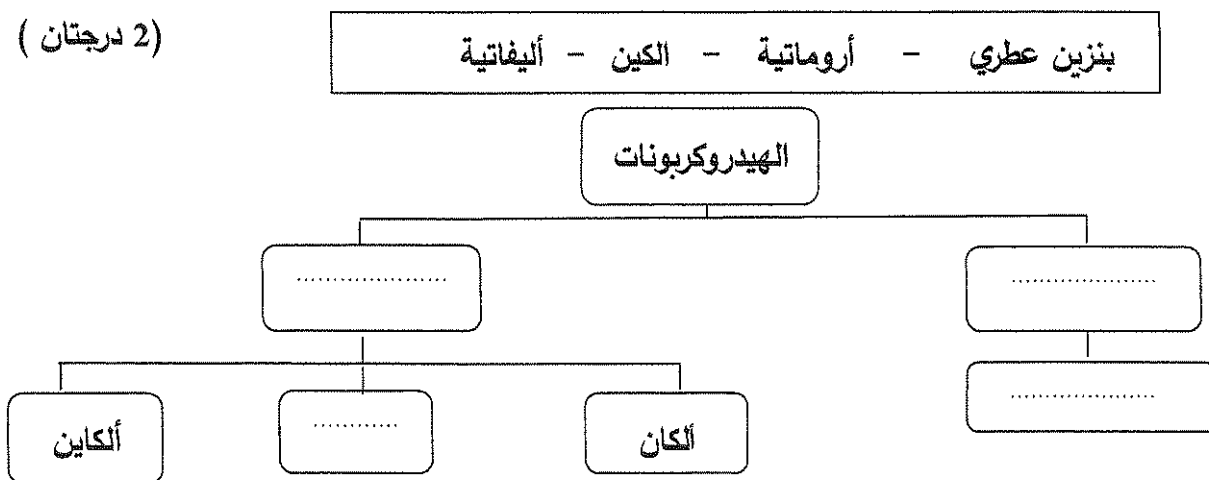 (2 درجتان )
بنزين عطري - أروماتية - الكين - أليفاتية
الهيدروكربونات
...................
...................
...................
ألكان
...........
ألكاين